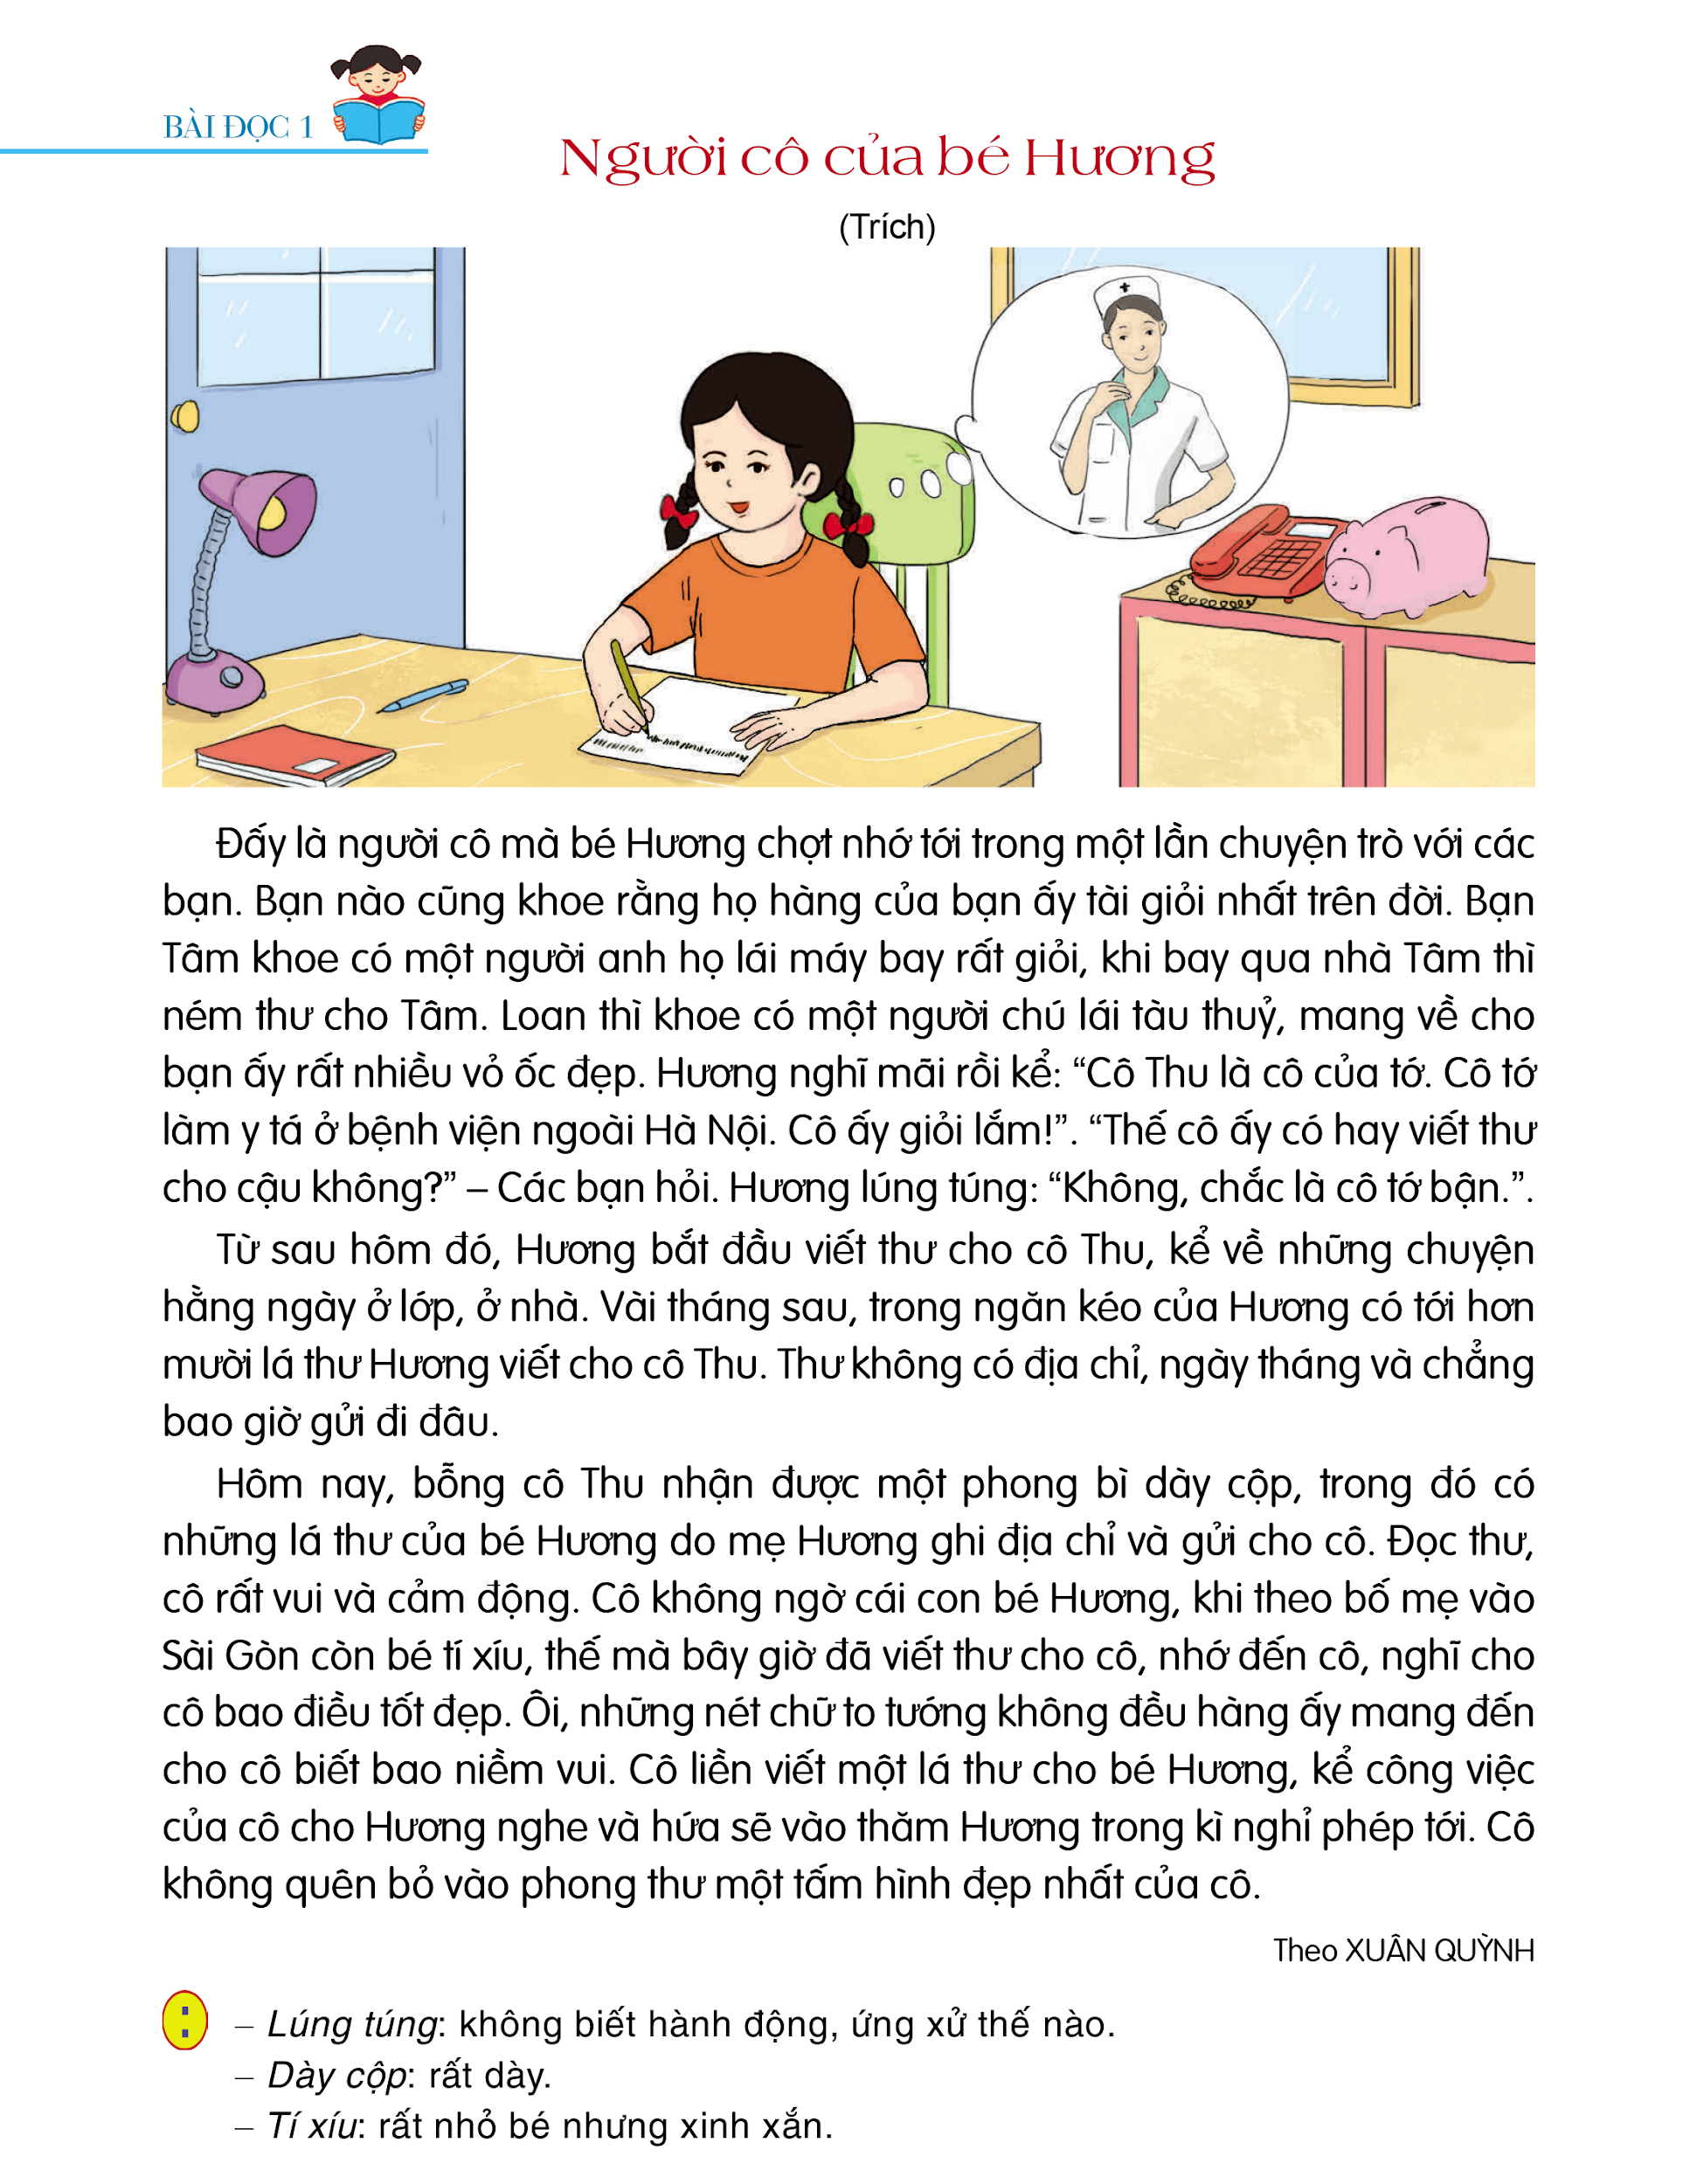 BÀI ĐỌC 1
Người cô của bé Hương
(Trích)
Đấy là người cô mà bé Hương chợt nhớ tới trong một lần chuyện trò với các
bạn. Bạn nào cũng khoe rằng họ hàng của bạn ấy tài giỏi nhất trên đời. Bạn
Tâm khoe có một người anh họ lái máy bay rất giỏi, khi bay qua nhà Tâm thì
ném thư cho Tâm. Loan thì khoe có một người chú lái tàu thuỷ, mang về cho
bạn ấy rất nhiều vỏ ốc đẹp. Hương nghĩ mãi rồi kể: “Cô Thu là cô của tớ. Cô tớ
làm y tá ở bệnh viện ngoài Hà Nội. Cô ấy giỏi lắm!”. “Thế cô ấy có hay viết thư
cho cậu không?” – Các bạn hỏi. Hương lúng túng: “Không, chắc là cô tớ bận.”.
Từ sau hôm đó, Hương bắt đầu viết thư cho cô Thu, kể về những chuyện
hằng ngày ở lớp, ở nhà. Vài tháng sau, trong ngăn kéo của Hương có tới hơn
mười lá thư Hương viết cho cô Thu. Thư không có địa chỉ, ngày tháng và chẳng
bao giờ gửi đi đâu.
Hôm nay, bỗng cô Thu nhận được một phong bì dày cộp, trong đó có
những lá thư của bé Hương do mẹ Hương ghi địa chỉ và gửi cho cô. Đọc thư,
cô rất vui và cảm động. Cô không ngờ cái con bé Hương, khi theo bố mẹ vào
Sài Gòn còn bé tí xíu, thế mà bây giờ đã viết thư cho cô, nhớ đến cô, nghĩ cho
cô bao điều tốt đẹp. Ôi, những nét chữ to tướng không đều hàng ấy mang đến
cho cô biết bao niềm vui. Cô liền viết một lá thư cho bé Hương, kể công việc
của cô cho Hương nghe và hứa sẽ vào thăm Hương trong kì nghỉ phép tới. Cô
không quên bỏ vào phong thư một tấm hình đẹp nhất của cô.
Theo XUÂN QUỲNH
– Lúng túng: không biết hành động, ứng xử thế nào.
– Dày cộp: rất dày.
– Tí xíu: rất nhỏ bé nhưng xinh xắn.